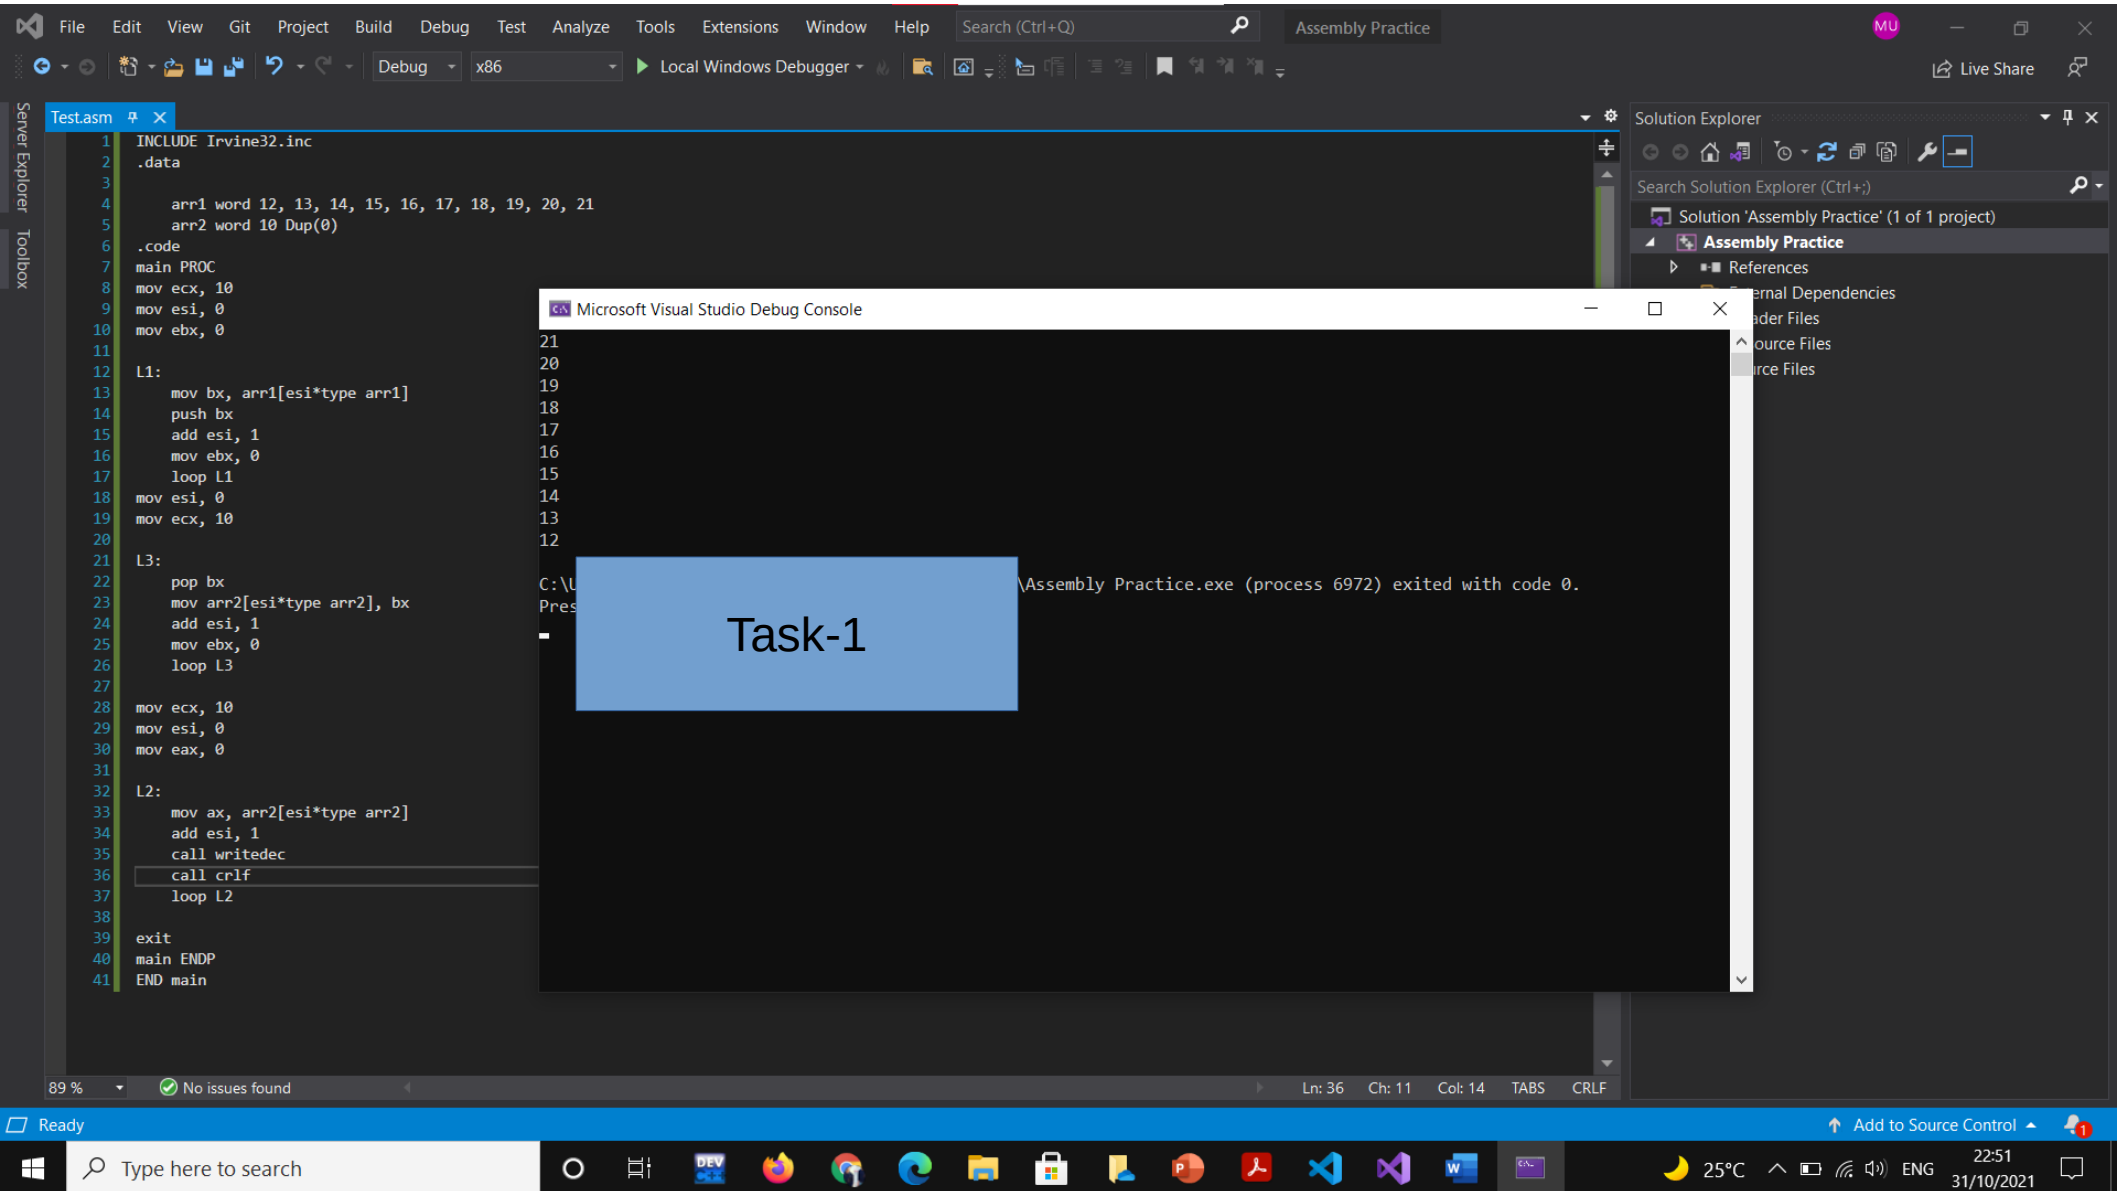 File Edit View Git Project Build Debug Test Analyze Tools Extensions Window Help Search (Ctrl+Q) Assembly Practice MU
Debug x86 Local Windows Debugger Live Share
Server Explorer
Toolbox
Test.asm
1 INCLUDE Irvine32.inc
2 .data
3
4 arr1 word 12, 13, 14, 15, 16, 17, 18, 19, 20, 21
5 arr2 word 10 Dup(0)
6 .code
7 main PROC
8 mov ecx, 10
9 mov esi, 0
10 mov ebx, 0
11
12 L1:
13 mov bx, arr1[esi*type arr1]
14 push bx
15 add esi, 1
16 mov ebx, 0
17 loop L1
18 mov esi, 0
19 mov ecx, 10
20
21 L3:
22 pop bx
23 mov arr2[esi*type arr2], bx
24 add esi, 1
25 mov ebx, 0
26 loop L3
27
28 mov ecx, 10
29 mov esi, 0
30 mov eax, 0
31
32 L2:
33 mov ax, arr2[esi*type arr2]
34 add esi, 1
35 call writedec
36 call crlf
37 loop L2
38
39 exit
40 main ENDP
41 END main
Microsoft Visual Studio Debug Console
21
20
19
18
17
16
15
14
13
12
C:\U \Assembly Practice.exe (process 6972) exited with code 0.
Pres
Task-1
Solution Explorer
Search Solution Explorer (Ctrl+;)
Solution 'Assembly Practice' (1 of 1 project)
Assembly Practice
References
ernal Dependencies
ader Files
ource Files
urce Files
89 % No issues found Ln: 36 Ch: 11 Col: 14 TABS CRLF
Ready Add to Source Control 1
Type here to search DEV C++ 25°C ENG 22:51
31/10/2021